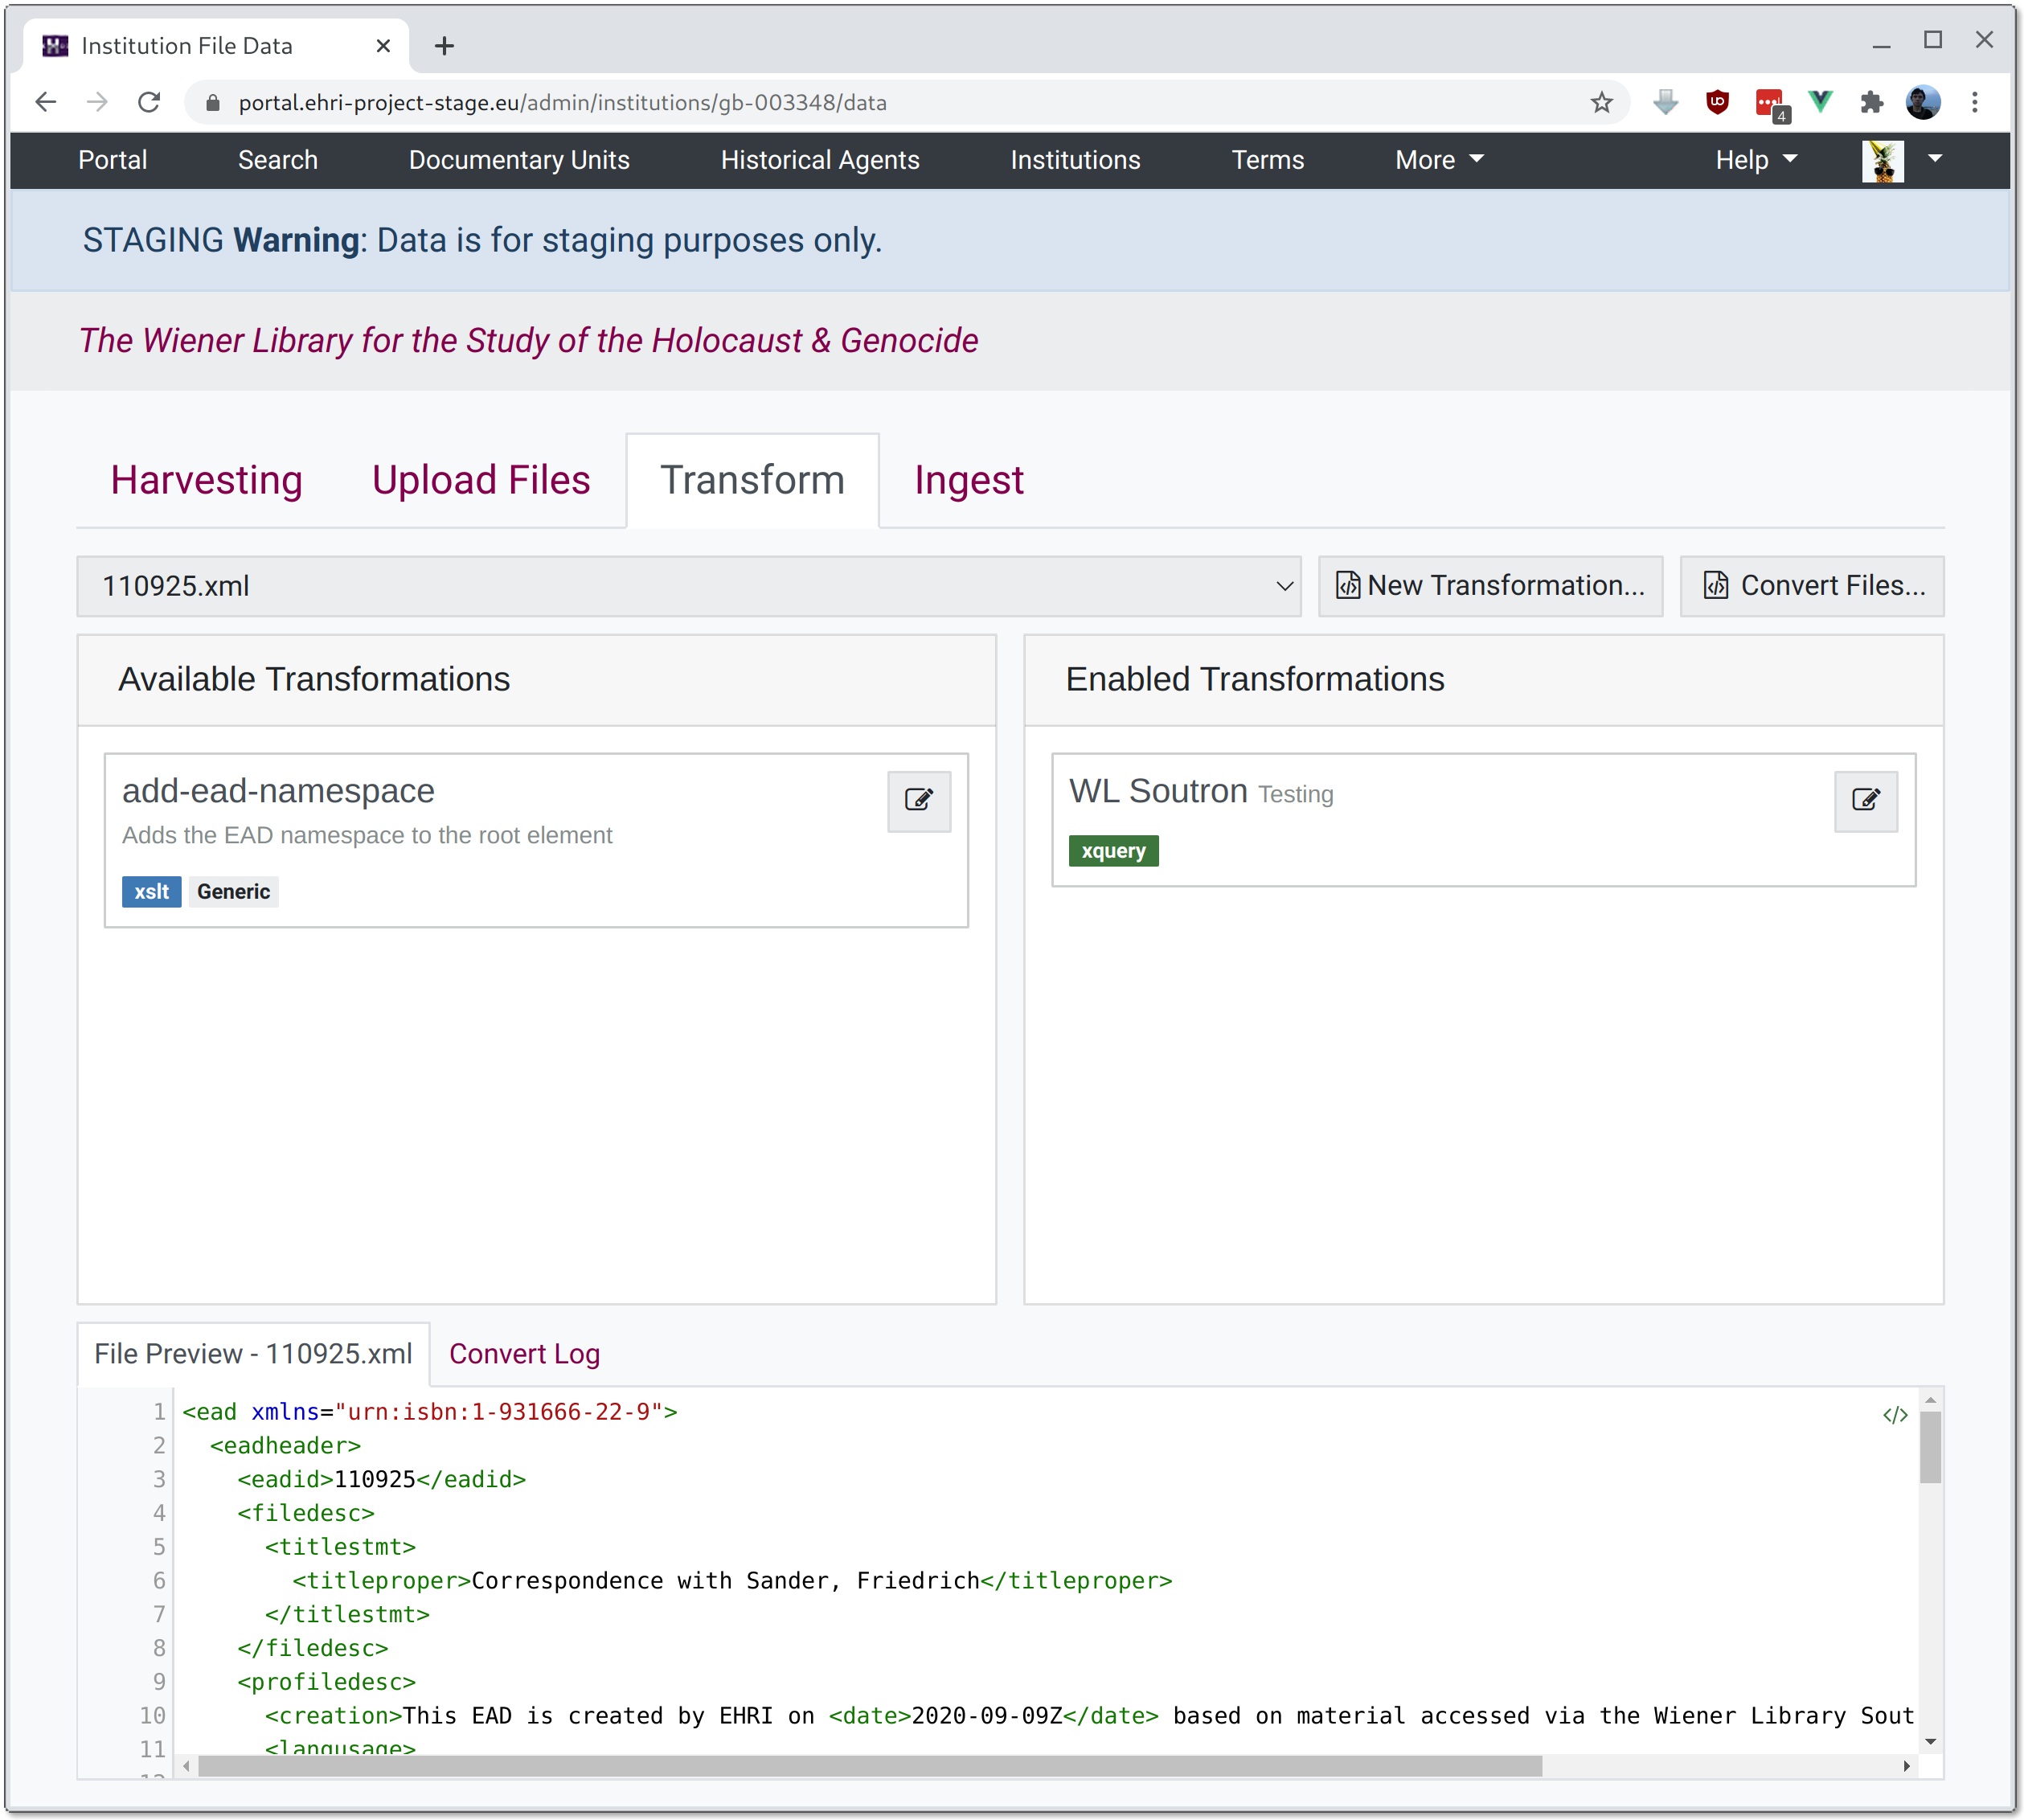 Institution File Data
portal.ehri-project-stage.eu/admin/institutions/gb-003348/data
4
Portal Search Documentary Units Historical Agents Institutions Terms More Help
STAGING Warning: Data is for staging purposes only.
The Wiener Library for the Study of the Holocaust & Genocide
Harvesting Upload Files Transform Ingest
110925.xml New Transformation... Convert Files...
Available Transformations
add-ead-namespace
Adds the EAD namespace to the root element
xslt Generic
Enabled Transformations
WL Soutron Testing
xquery
File Preview - 110925.xml Convert Log
1 <ead xmlns="urn:isbn:1-931666-22-9">
2 <eadheader>
3 <eadid>110925</eadid>
4 <filedesc>
5 <titlestmt>
6 <titleproper>Correspondence with Sander, Friedrich</titleproper>
7 </titlestmt>
8 </filedesc>
9 <profiledesc>
10 <creation>This EAD is created by EHRI on <date>2020-09-09Z</date> based on material accessed via the Wiener Library Sout
11 <langusage>